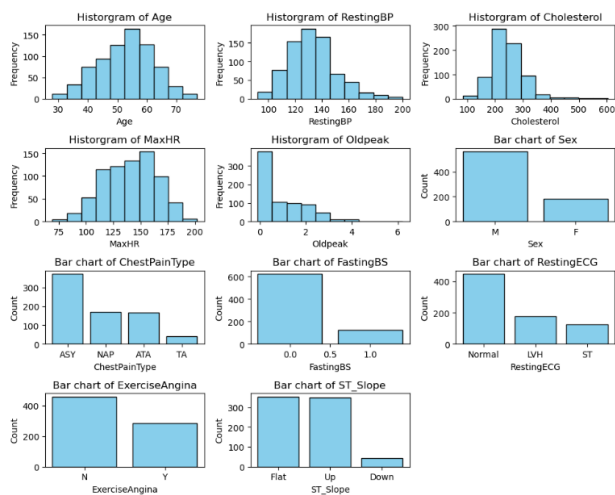 Historgram of Age
Frequency
150
100
50
0
30
40
50
60
70
Age
Historgram of RestingBP
Frequency
150
100
50
0
100
120
140
160
180
200
RestingBP
Historgram of Cholesterol
Frequency
300
200
100
0
100
200
300
400
500
600
Cholesterol
Historgram of MaxHR
Frequency
150
100
50
0
75
100
125
150
175
200
MaxHR
Historgram of Oldpeak
Frequency
300
200
100
0
0
2
4
6
Oldpeak
Bar chart of Sex
Count
400
200
0
M
F
Sex
Bar chart of ChestPainType
Count
300
200
100
0
ASY
NAP
ATA
TA
ChestPainType
Bar chart of FastingBS
Count
600
400
200
0
0.0
0.5
1.0
FastingBS
Bar chart of RestingECG
Count
400
200
0
Normal
LVH
ST
RestingECG
Bar chart of ExerciseAngina
Count
400
200
0
N
Y
ExerciseAngina
Bar chart of ST_Slope
Count
300
200
100
0
Flat
Up
Down
ST_Slope